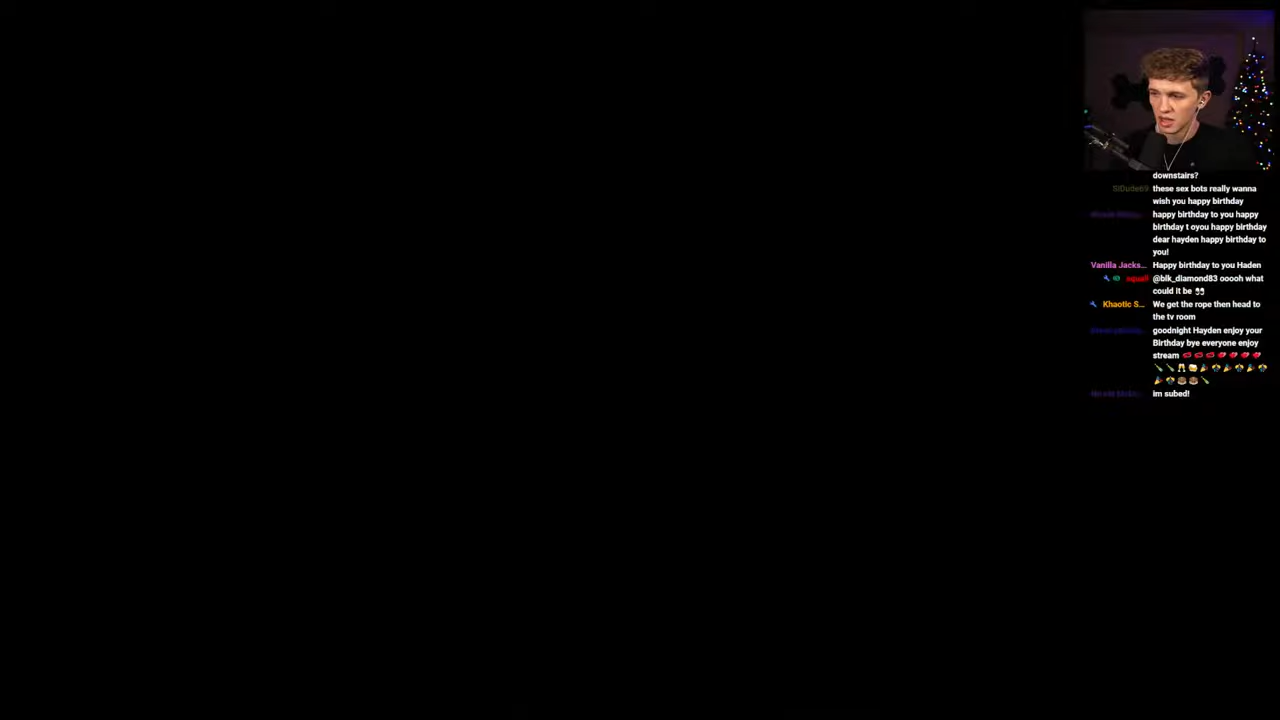 downstairs?
SiDude69 these sex bots really wanna
wish you happy birthday
happy birthday to you happy
birthday t oyou happy birthday
dear hayden happy birthday to
you!
Vanilla Jacks... Happy birthday to you Haden
squall @blk_diamond83 ooooh what
could it be 👀
Khaotic S... We get the rope then head to
the tv room
goodnight Hayden enjoy your
Birthday bye everyone enjoy
stream
im subed!